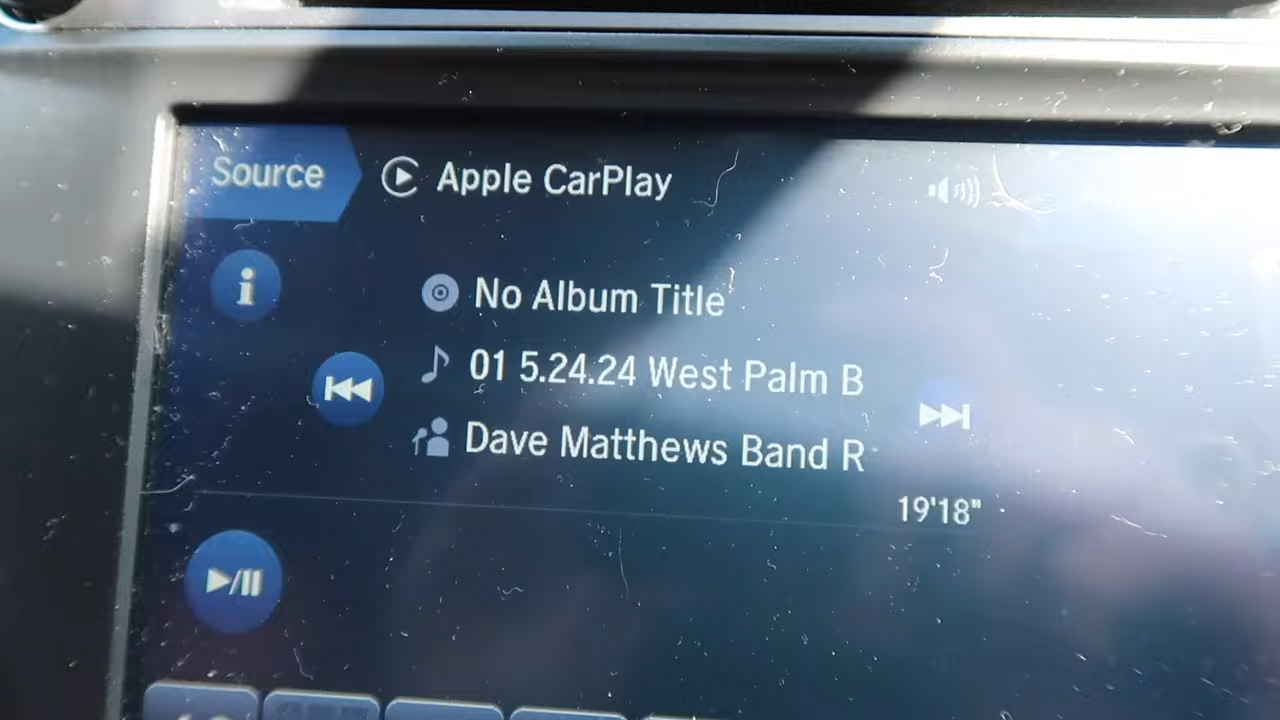 Source
Apple CarPlay
No Album Title
01 5.24.24 West Palm B
Dave Matthews Band R
19'18"